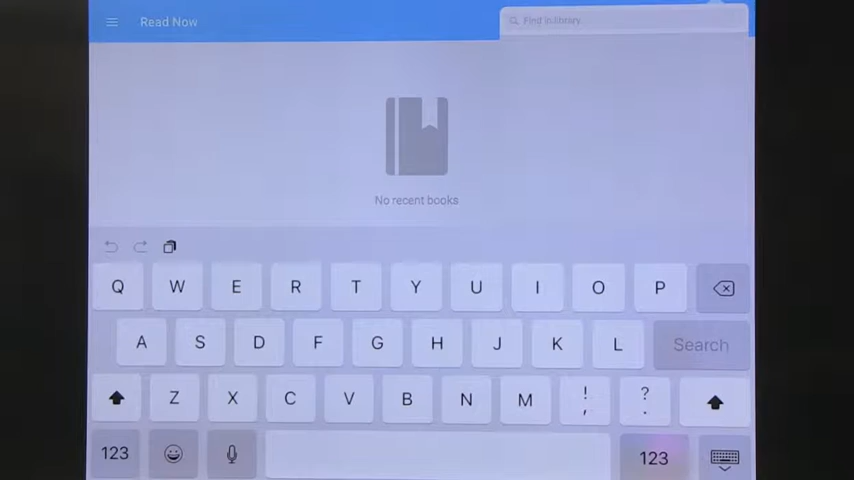 Read Now
Find in library
No recent books
Q W E R T Y U I O P
A S D F G H J K L Search
Z X C V B N M ! , ? .
123 123